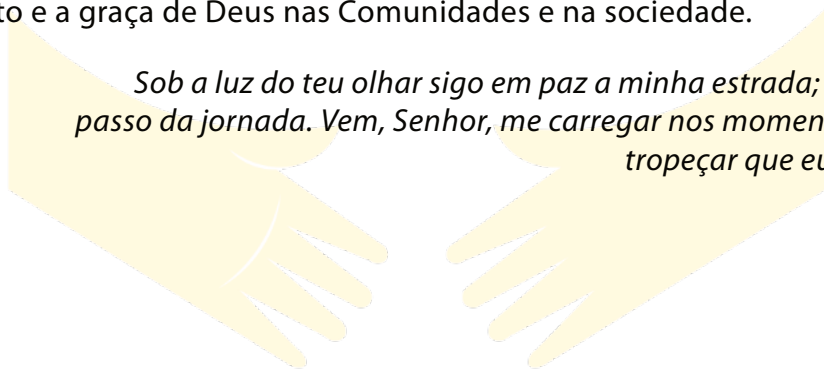 to e a graça de Deus nas Comunidades e na sociedade.
Sob a luz do teu olhar sigo em paz a minha estrada;
passo da jornada. Vem, Senhor, me carregar nos momen
tropeçar que eu